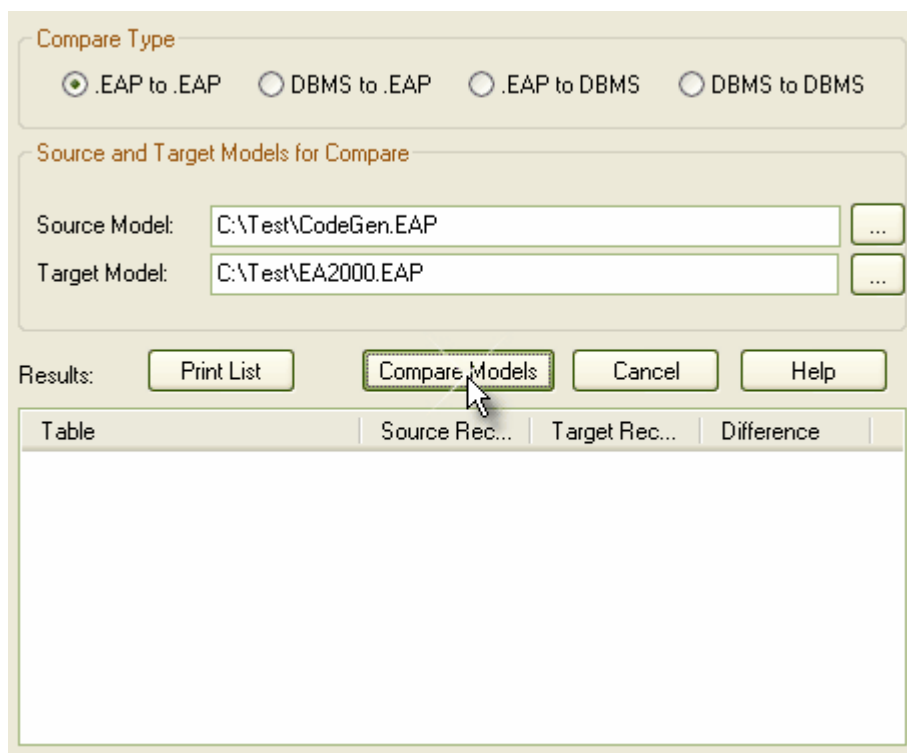 Compare Type
.EAP to .EAP DBMS to .EAP .EAP to DBMS DBMS to DBMS
Source and Target Models for Compare
Source Model: C:\Test\CodeGen.EAP ...
Target Model: C:\Test\EA2000.EAP ...
Results: Print List Compare Models Cancel Help
Table Source Rec... Target Rec... Difference